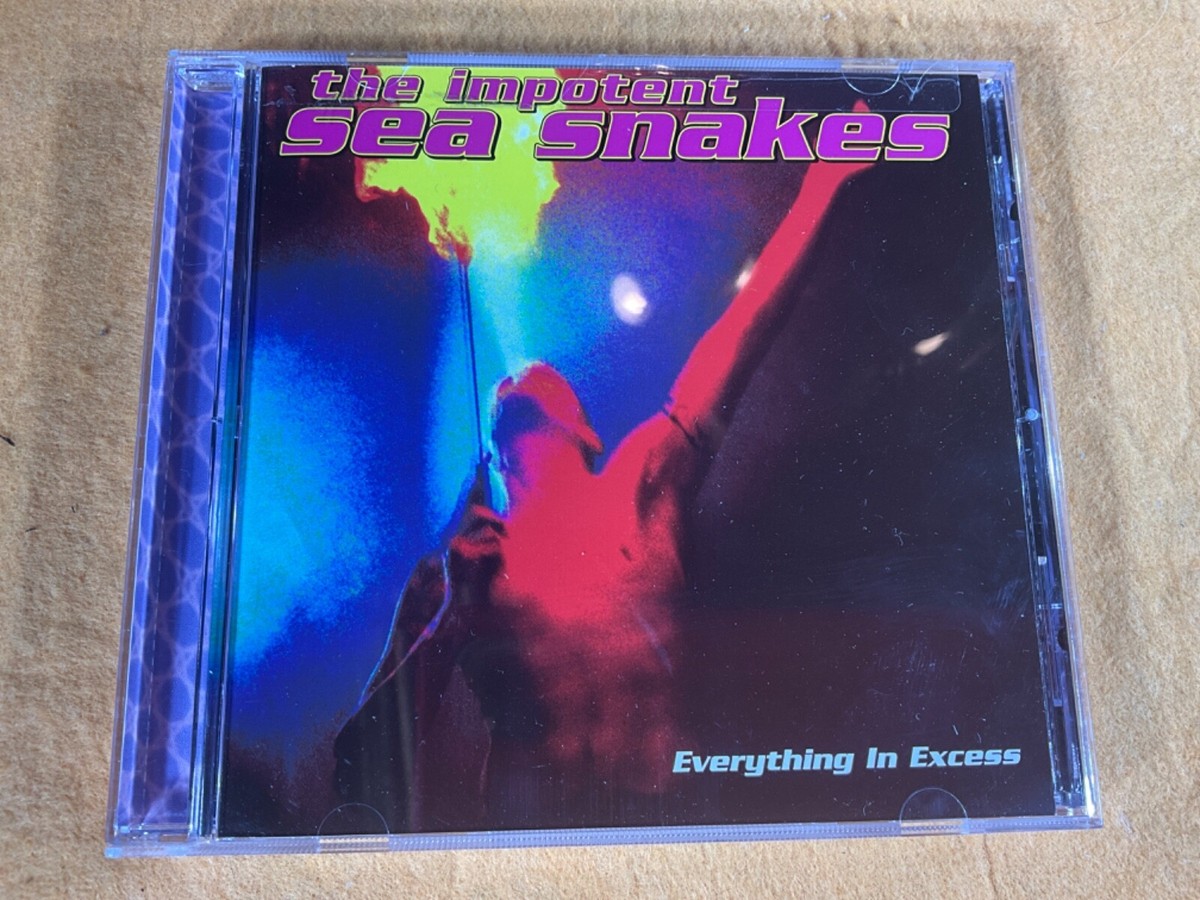 the impotent
sea snakes
Everything In Excess